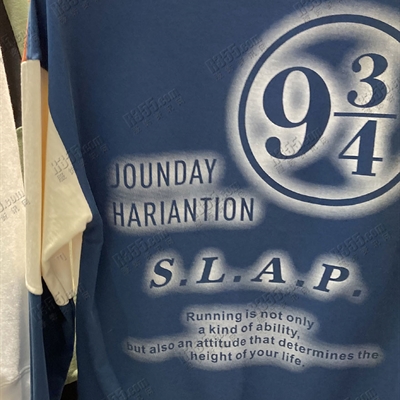 9 3/4
JOUNDAY
HARIANTION
S.L.A.P.
Running is not only
a kind of ability,
but also an attitude that determines the
height of your life.